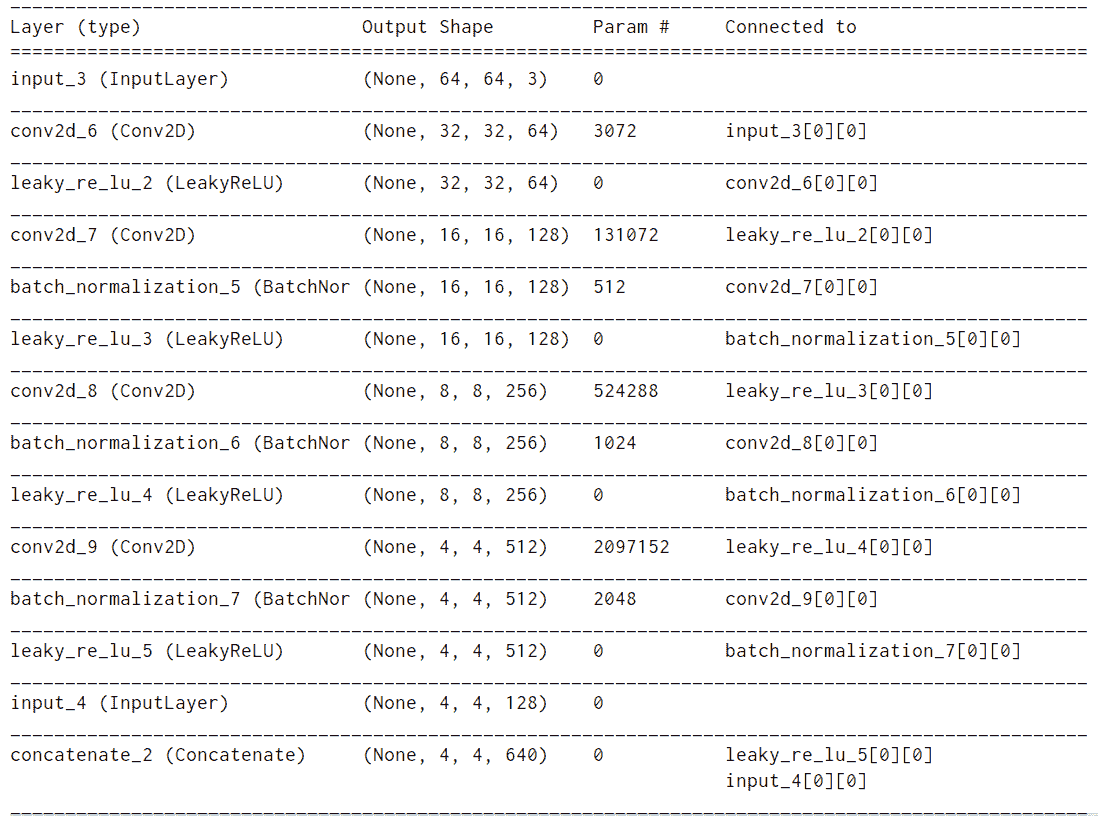 Layer (type) Output Shape Param # Connected to
input_3 (InputLayer) (None, 64, 64, 3) 0
conv2d_6 (Conv2D) (None, 32, 32, 64) 3072 input_3[0][0]
leaky_re_lu_2 (LeakyReLU) (None, 32, 32, 64) 0 conv2d_6[0][0]
conv2d_7 (Conv2D) (None, 16, 16, 128) 131072 leaky_re_lu_2[0][0]
batch_normalization_5 (BatchNor (None, 16, 16, 128) 512 conv2d_7[0][0]
leaky_re_lu_3 (LeakyReLU) (None, 16, 16, 128) 0 batch_normalization_5[0][0]
conv2d_8 (Conv2D) (None, 8, 8, 256) 524288 leaky_re_lu_3[0][0]
batch_normalization_6 (BatchNor (None, 8, 8, 256) 1024 conv2d_8[0][0]
leaky_re_lu_4 (LeakyReLU) (None, 8, 8, 256) 0 batch_normalization_6[0][0]
conv2d_9 (Conv2D) (None, 4, 4, 512) 2097152 leaky_re_lu_4[0][0]
batch_normalization_7 (BatchNor (None, 4, 4, 512) 2048 conv2d_9[0][0]
leaky_re_lu_5 (LeakyReLU) (None, 4, 4, 512) 0 batch_normalization_7[0][0]
input_4 (InputLayer) (None, 4, 4, 128) 0
concatenate_2 (Concatenate) (None, 4, 4, 640) 0 leaky_re_lu_5[0][0]
input_4[0][0]